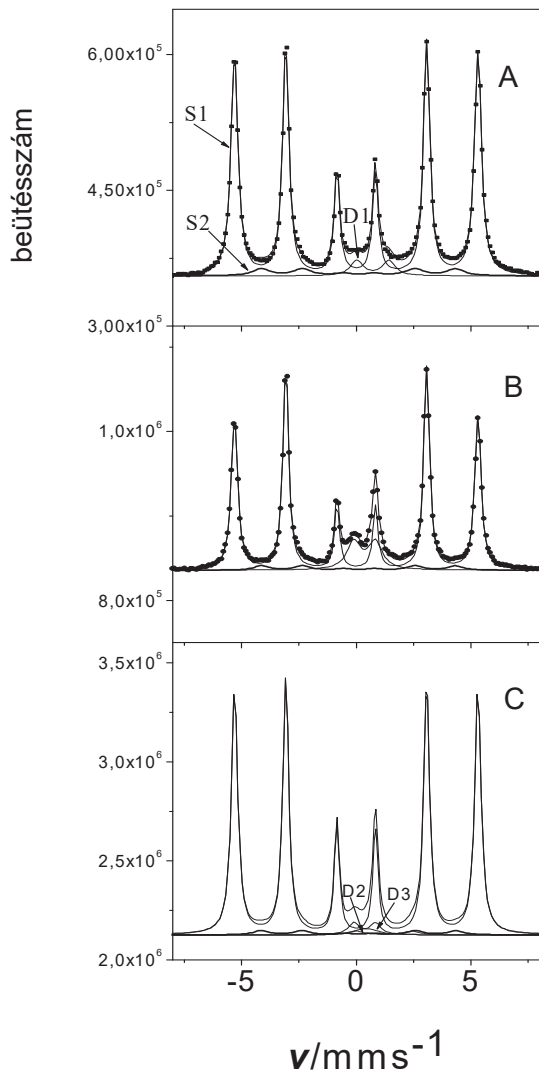 beütésszám
6,00x10⁵
A
S1
4,50x10⁵
D1
S2
3,00x10⁵
B
1,0x10⁶
8,0x10⁵
3,5x10⁶
C
3,0x10⁶
2,5x10⁶
D2
D3
2,0x10⁶
-5 0 5
v/mms⁻¹